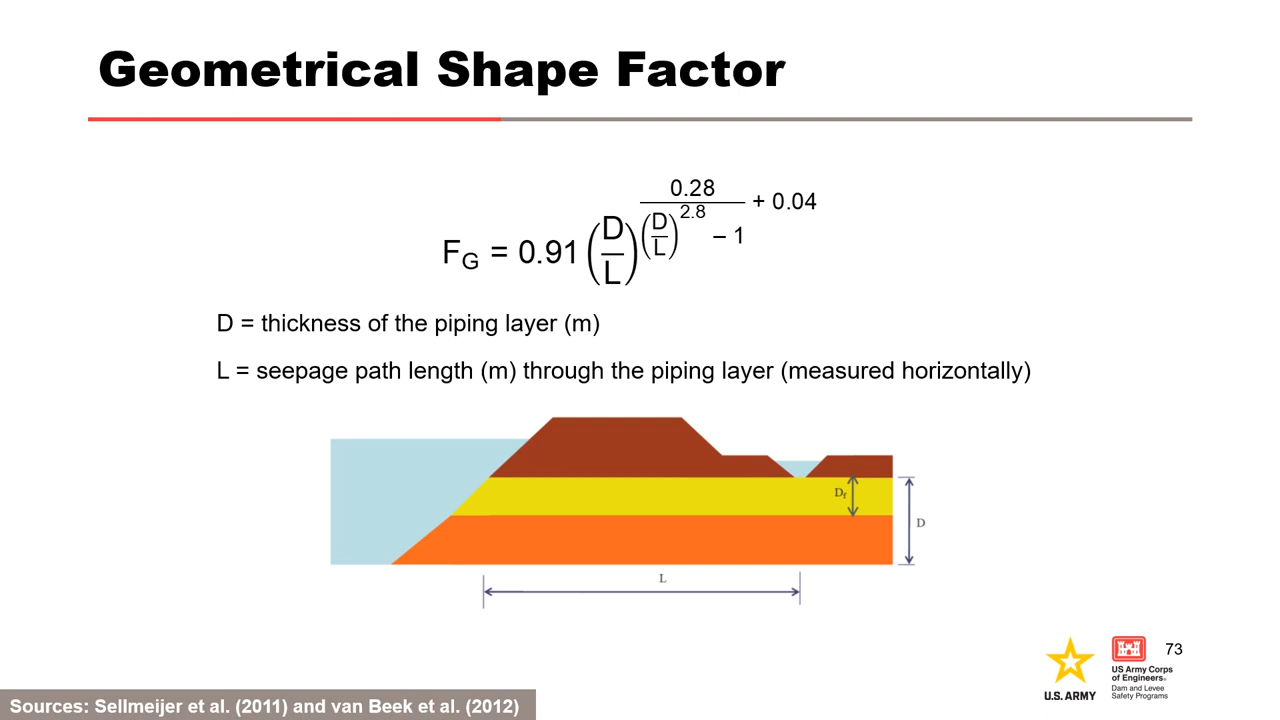 Geometrical Shape Factor
F_G = 0.91 (D/L)^(0.28/((D/L)^2.8 – 1) + 0.04)
D = thickness of the piping layer (m)
L = seepage path length (m) through the piping layer (measured horizontally)
D_f
D
L
73
U.S. ARMY
US Army Corps
of Engineers®
Dam and Levee
Safety Programs
Sources: Sellmeijer et al. (2011) and van Beek et al. (2012)